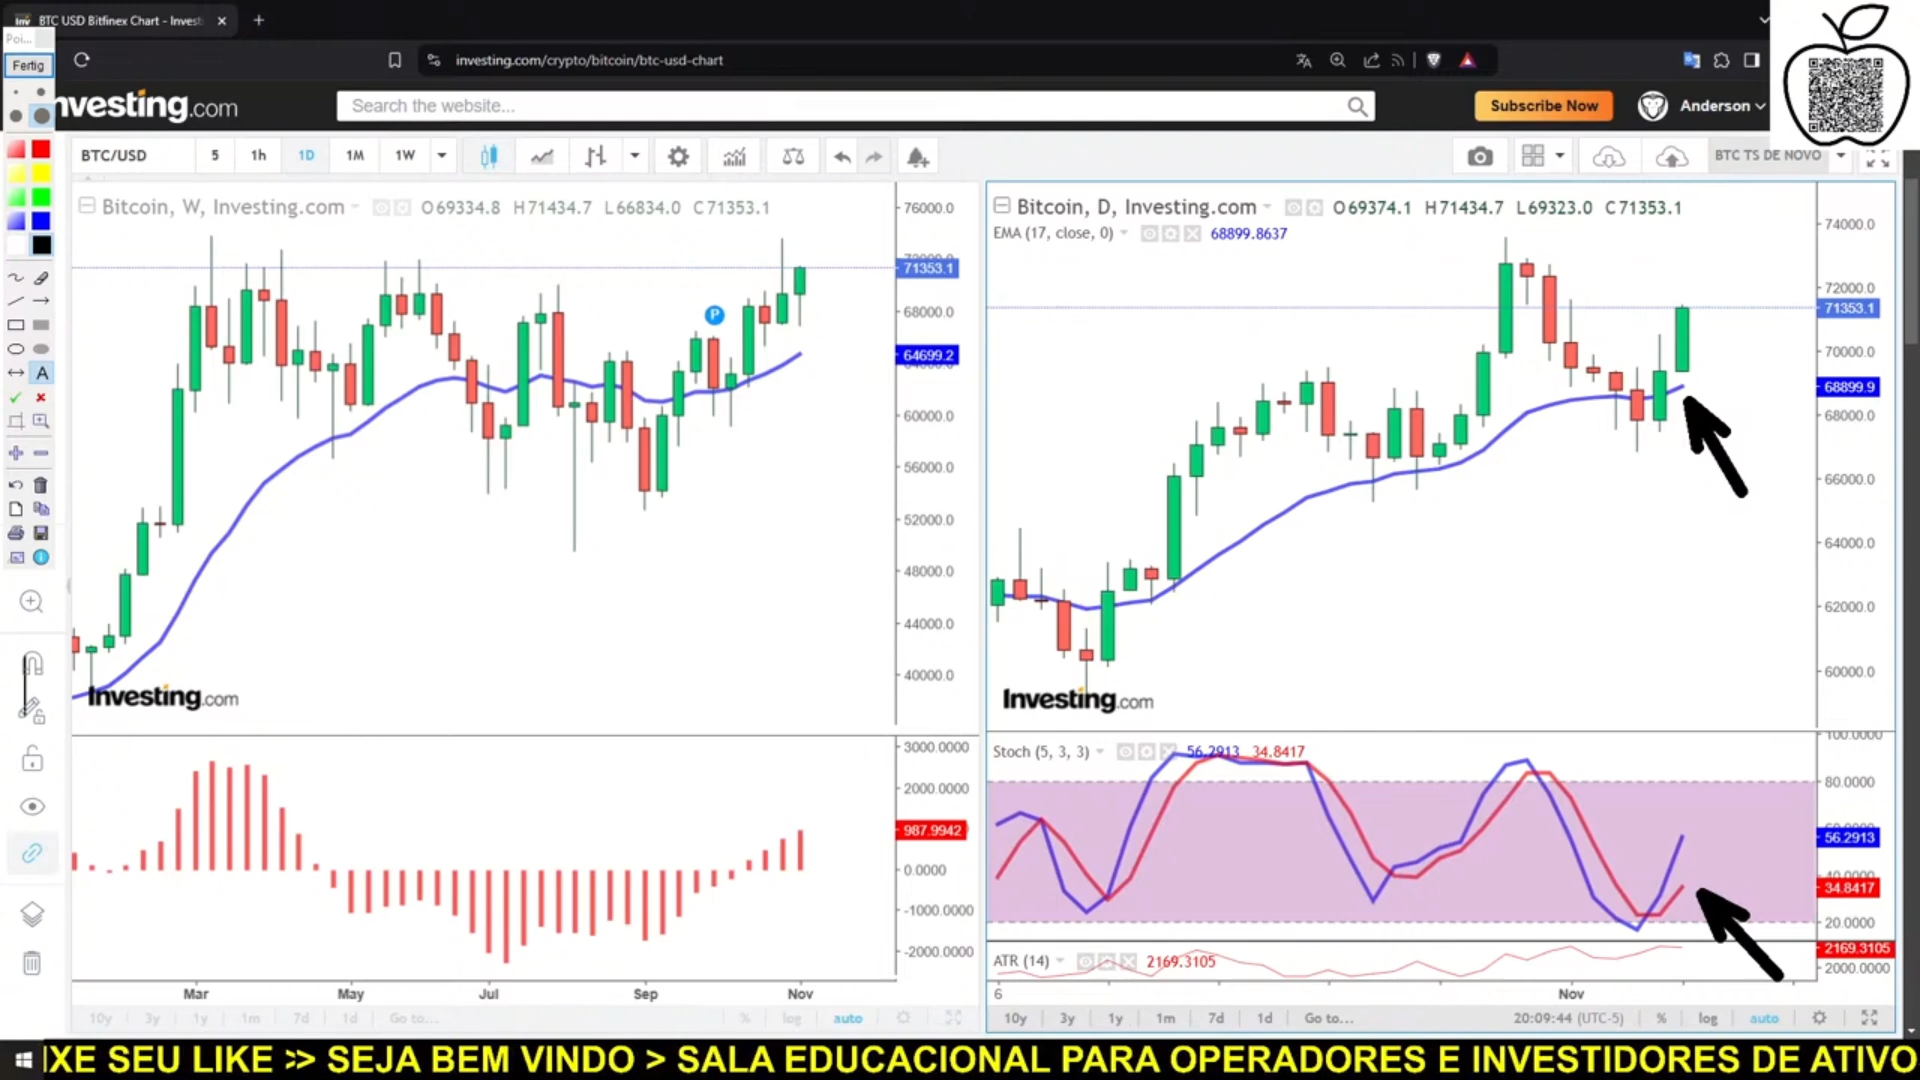 BTC USD Bitfinex Chart - Invest
Poi...
Fertig
investing.com/crypto/bitcoin/btc-usd-chart
nvesting.com
Search the website...
Subscribe Now
Anderson
BTC/USD
5
1h
1D
1M
1W
BTC TS DE NOVO
Bitcoin, W, Investing.com
O69334.8 H71434.7 L66834.0 C71353.1
76000.0
71353.1
68000.0
64699.2
60000.0
56000.0
52000.0
48000.0
44000.0
40000.0
P
Investing.com
3000.0000
2000.0000
987.9942
0.0000
-1000.0000
-2000.0000
Mar May Jul Sep Nov
10y 3y 1y 1m 7d 1d Go to...
% log auto
Bitcoin, D, Investing.com
O69374.1 H71434.7 L69323.0 C71353.1
EMA (17, close, 0)
68899.8637
74000.0
72000.0
71353.1
70000.0
68899.9
68000.0
66000.0
64000.0
62000.0
60000.0
Investing.com
Stoch (5, 3, 3)
56.2913 34.8417
100.0000
80.0000
56.2913
40.0000
34.8417
20.0000
ATR (14)
2169.3105
2169.3105
2000.0000
6 Nov
10y 3y 1y 1m 7d 1d Go to...
20:09:44 (UTC-5)
% log auto
IXE SEU LIKE >> SEJA BEM VINDO > SALA EDUCACIONAL PARA OPERADORES E INVESTIDORES DE ATIVO